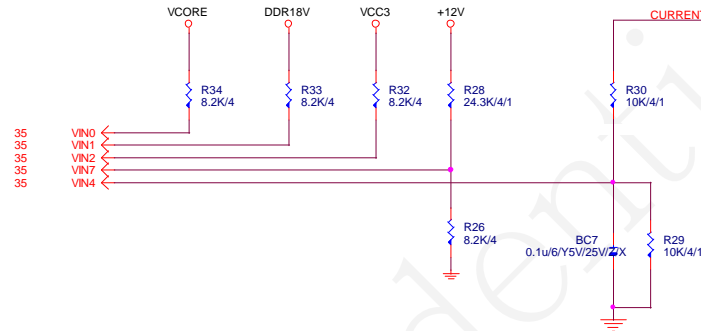 VCORE DDR18V VCC3 +12V
CURRENT
R34
8.2K/4
R33
8.2K/4
R32
8.2K/4
R28
24.3K/4/1
R30
10K/4/1
35 VIN0
35 VIN1
35 VIN2
35 VIN7
35 VIN4
R26
8.2K/4
BC7
0.1u/6/Y5V/25V/Z/X
R29
10K/4/1
denti